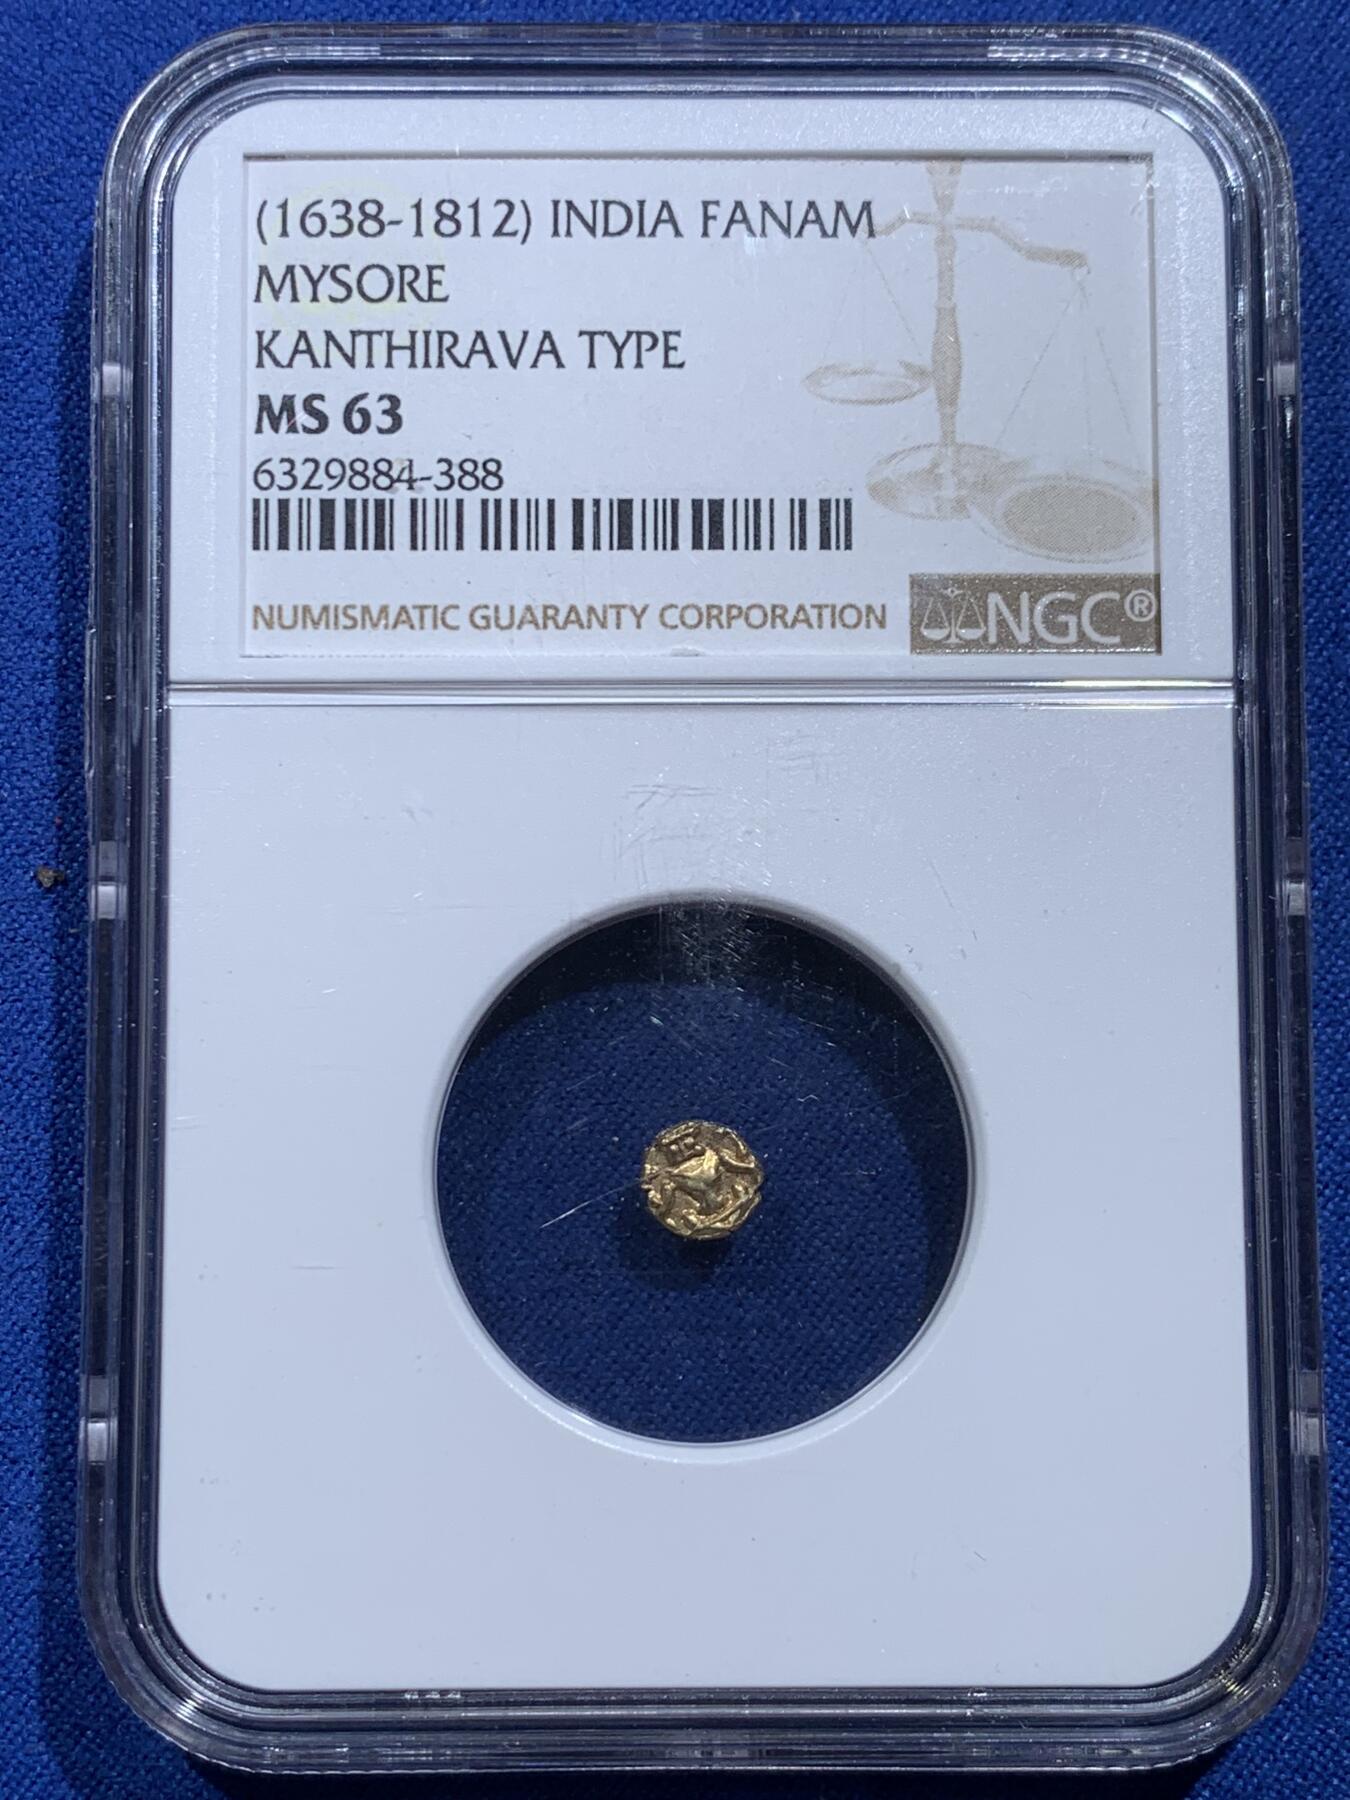 (1638-1812) INDIA FANAM
MYSORE
KANTHIRAVA TYPE
MS 63
6329884-388
NUMISMATIC GUARANTY CORPORATION
NGC®